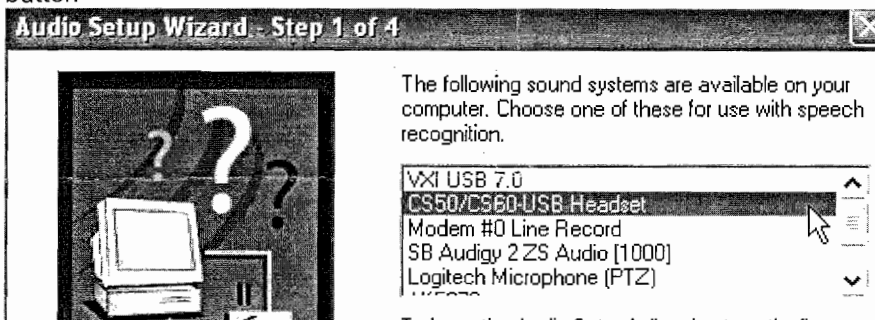 button
Audio Setup Wizard - Step 1 of 4
The following sound systems are available on your
computer. Choose one of these for use with speech
recognition.
VXI USB 7.0
CS50/CS60-USB Headset
Modem #0 Line Record
SB Audigy 2 ZS Audio [1000]
Logitech Microphone (PTZ)